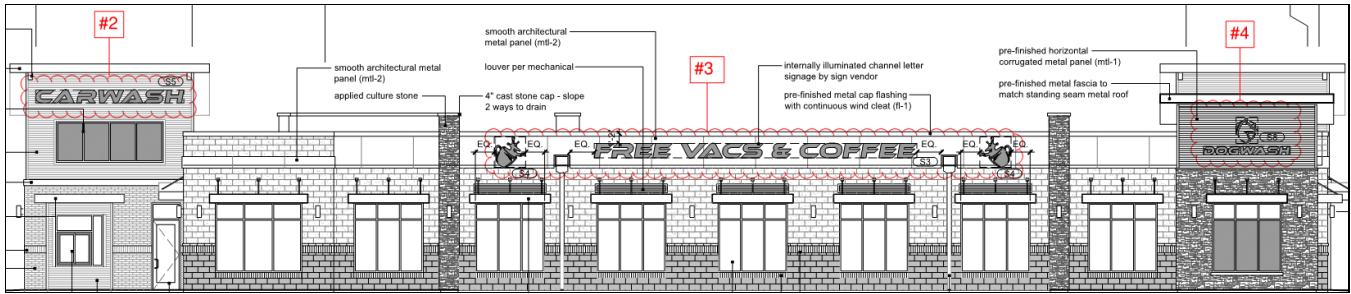 #2
#3
#4
CARWASH
S5
smooth architectural metal
panel (mtl-2)
applied culture stone
smooth architectural
metal panel (mtl-2)
louver per mechanical
4" cast stone cap - slope
2 ways to drain
internally illuminated channel letter
signage by sign vendor
pre-finished metal cap flashing
with continuous wind cleat (fl-1)
pre-finished horizontal
corrugated metal panel (mtl-1)
pre-finished metal fascia to
match standing seam metal roof
EQ.
EQ.
EQ.
FREE VACS & COFFEE
EQ.
EQ.
EQ.
S4
S3
S4
S6
DOGWASH